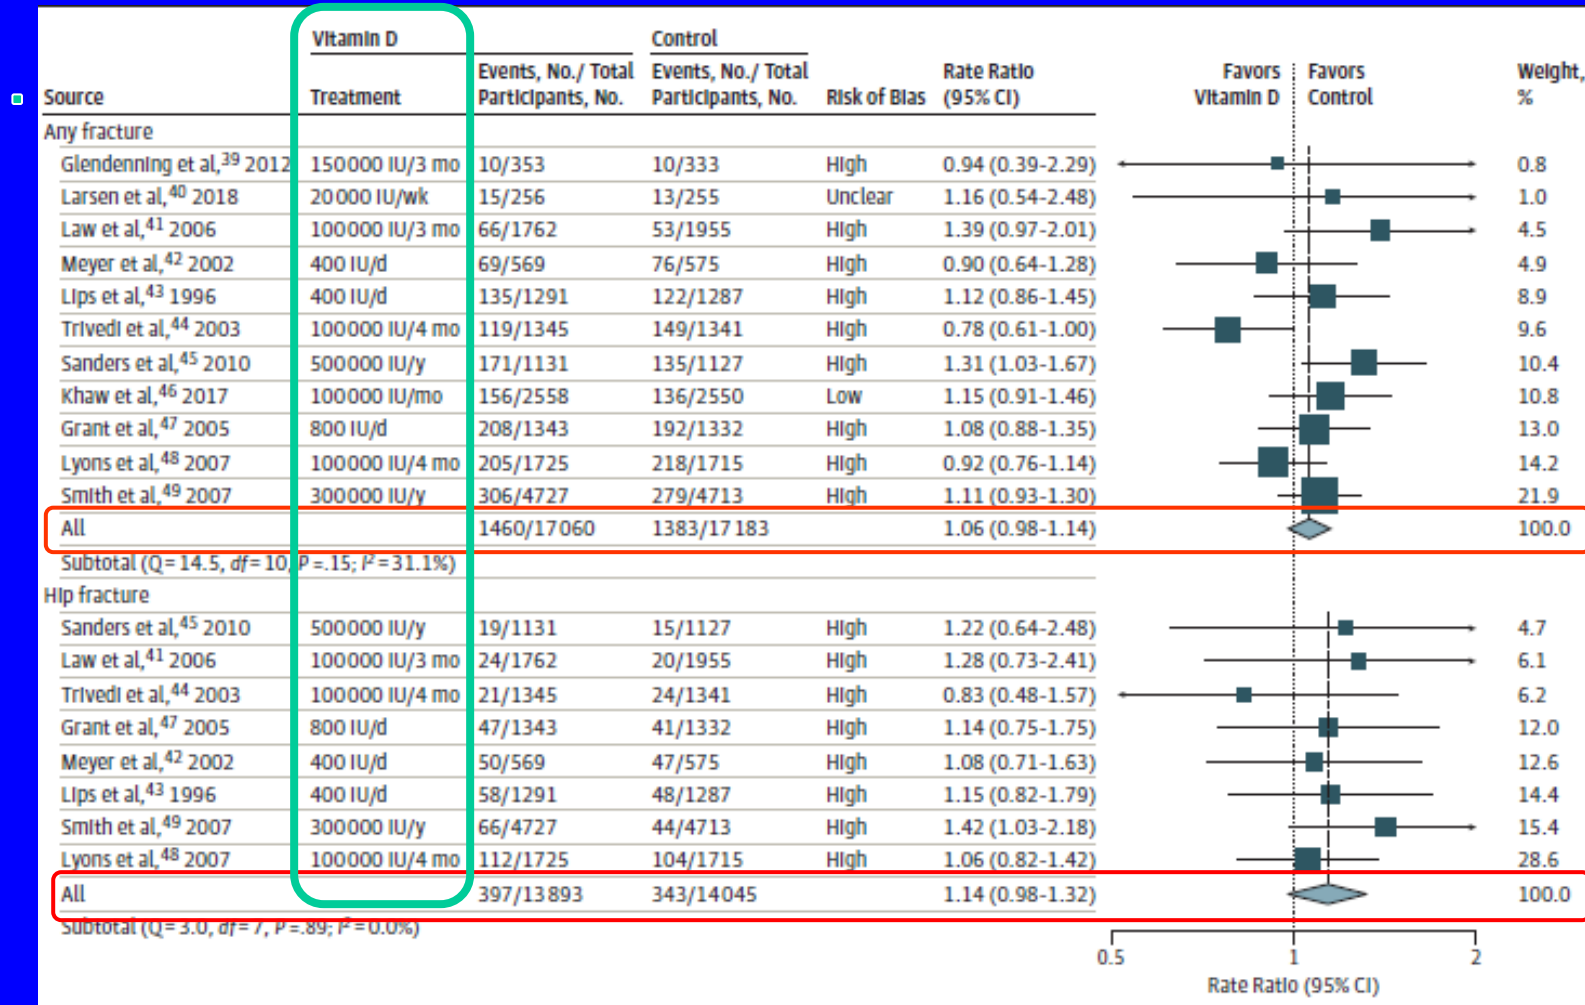 Vitamin D Control
Source Treatment Events, No./ Total Participants, No. Events, No./ Total Participants, No. Risk of Bias Rate Ratio (95% CI) Favors Vitamin D Favors Control Weight, %
Any fracture
Glendenning et al,39 2012 150000 IU/3 mo 10/353 10/333 High 0.94 (0.39-2.29) 0.8
Larsen et al,40 2018 20000 IU/wk 15/256 13/255 Unclear 1.16 (0.54-2.48) 1.0
Law et al,41 2006 100000 IU/3 mo 66/1762 53/1955 High 1.39 (0.97-2.01) 4.5
Meyer et al,42 2002 400 IU/d 69/569 76/575 High 0.90 (0.64-1.28) 4.9
Lips et al,43 1996 400 IU/d 135/1291 122/1287 High 1.12 (0.86-1.45) 8.9
Trivedi et al,44 2003 100000 IU/4 mo 119/1345 149/1341 High 0.78 (0.61-1.00) 9.6
Sanders et al,45 2010 500000 IU/y 171/1131 135/1127 High 1.31 (1.03-1.67) 10.4
Khaw et al,46 2017 100000 IU/mo 156/2558 136/2550 Low 1.15 (0.91-1.46) 10.8
Grant et al,47 2005 800 IU/d 208/1343 192/1332 High 1.08 (0.88-1.35) 13.0
Lyons et al,48 2007 100000 IU/4 mo 205/1725 218/1715 High 0.92 (0.76-1.14) 14.2
Smith et al,49 2007 300000 IU/y 306/4727 279/4713 High 1.11 (0.93-1.30) 21.9
All 1460/17060 1383/17183 1.06 (0.98-1.14) 100.0
Subtotal (Q = 14.5, df = 10, P = .15; I2 = 31.1%)
Hip fracture
Sanders et al,45 2010 500000 IU/y 19/1131 15/1127 High 1.22 (0.64-2.48) 4.7
Law et al,41 2006 100000 IU/3 mo 24/1762 20/1955 High 1.28 (0.73-2.41) 6.1
Trivedi et al,44 2003 100000 IU/4 mo 21/1345 24/1341 High 0.83 (0.48-1.57) 6.2
Grant et al,47 2005 800 IU/d 47/1343 41/1332 High 1.14 (0.75-1.75) 12.0
Meyer et al,42 2002 400 IU/d 50/569 47/575 High 1.08 (0.71-1.63) 12.6
Lips et al,43 1996 400 IU/d 58/1291 48/1287 High 1.15 (0.82-1.79) 14.4
Smith et al,49 2007 300000 IU/y 66/4727 44/4713 High 1.42 (1.03-2.18) 15.4
Lyons et al,48 2007 100000 IU/4 mo 112/1725 104/1715 High 1.06 (0.82-1.42) 28.6
All 397/13893 343/14045 1.14 (0.98-1.32) 100.0
Subtotal (Q = 3.0, df = 7, P = .89; I2 = 0.0%)
0.5 1 2
Rate Ratio (95% CI)